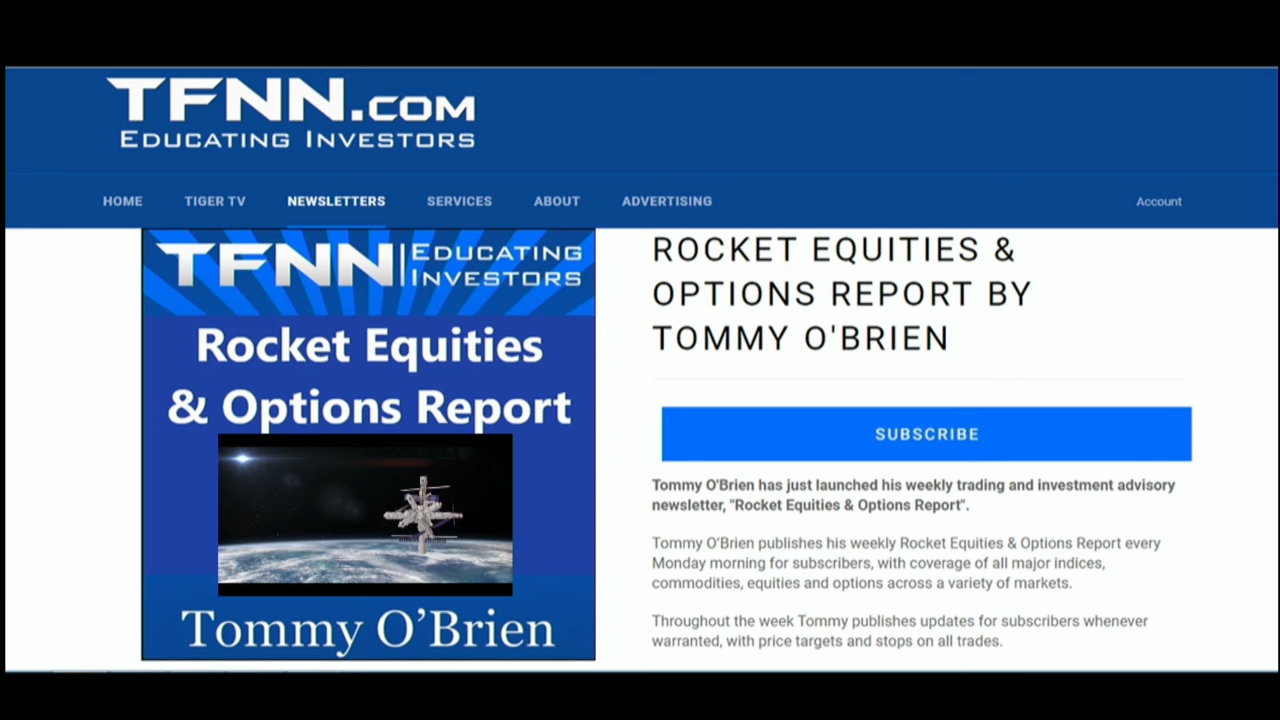 TFNN.COM
EDUCATING INVESTORS
HOME TIGER TV NEWSLETTERS SERVICES ABOUT ADVERTISING Account
TFNN | EDUCATING
INVESTORS
Rocket Equities
& Options Report
Tommy O’Brien
ROCKET EQUITIES &
OPTIONS REPORT BY
TOMMY O'BRIEN
SUBSCRIBE
Tommy O'Brien has just launched his weekly trading and investment advisory
newsletter, "Rocket Equities & Options Report".
Tommy O’Brien publishes his weekly Rocket Equities & Options Report every
Monday morning for subscribers, with coverage of all major indices,
commodities, equities and options across a variety of markets.
Throughout the week Tommy publishes updates for subscribers whenever
warranted, with price targets and stops on all trades.